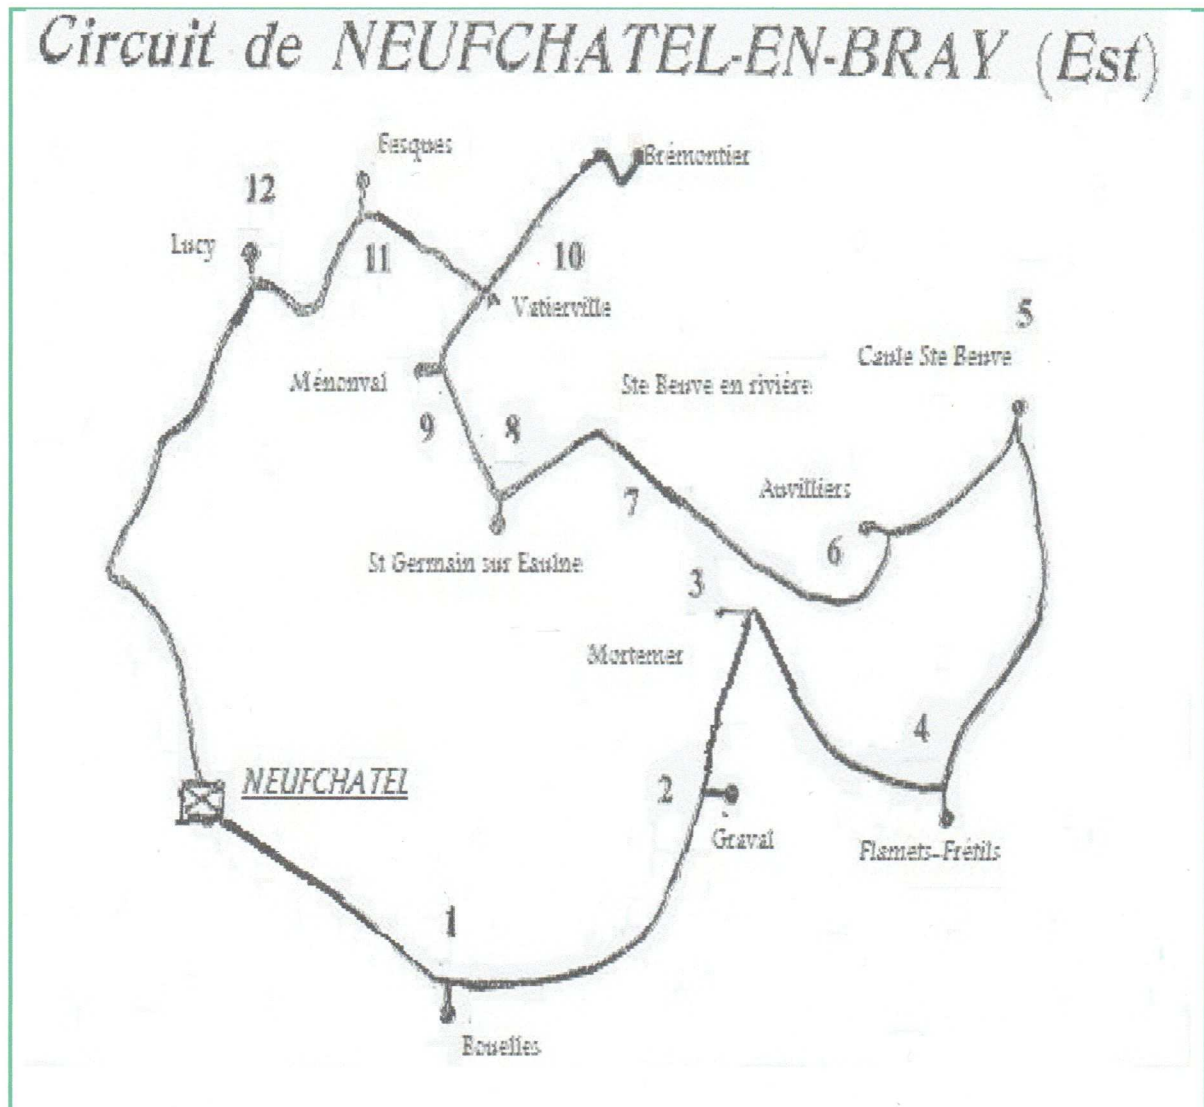 Circuit de NEUFCHATEL-EN-BRAY (Est)
Fesques
Brémontier
12
Lucy
11
10
Vatierville
5
Caule Ste Beuve
Ménonval
Ste Beuve en rivière
9
8
7
Auvilliers
6
St Germain sur Eaulne
3
Mortemer
4
NEUFCHATEL
2
Graval
Flamets-Frétils
1
Bouelles